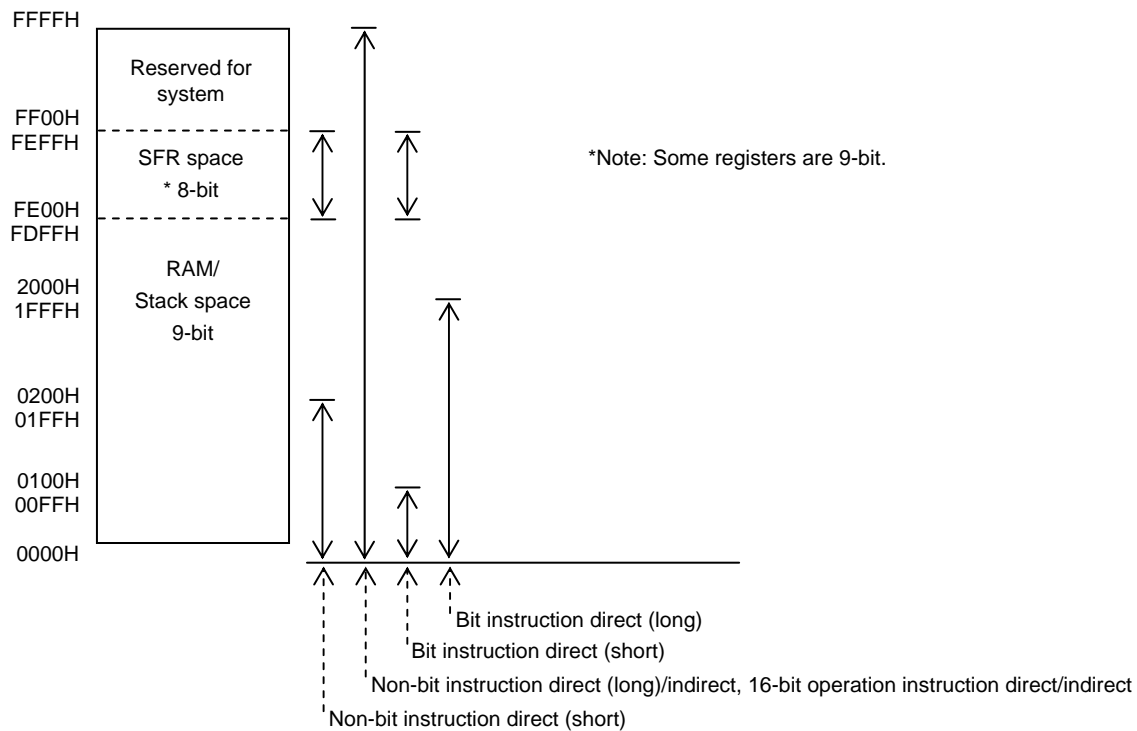 FFFFH
Reserved for
system
FF00H
FEFFH
SFR space
* 8-bit
*Note: Some registers are 9-bit.
FE00H
FDFFH
RAM/
Stack space
9-bit
2000H
1FFFH
0200H
01FFH
0100H
00FFH
0000H
Bit instruction direct (long)
Bit instruction direct (short)
Non-bit instruction direct (long)/indirect, 16-bit operation instruction direct/indirect
Non-bit instruction direct (short)